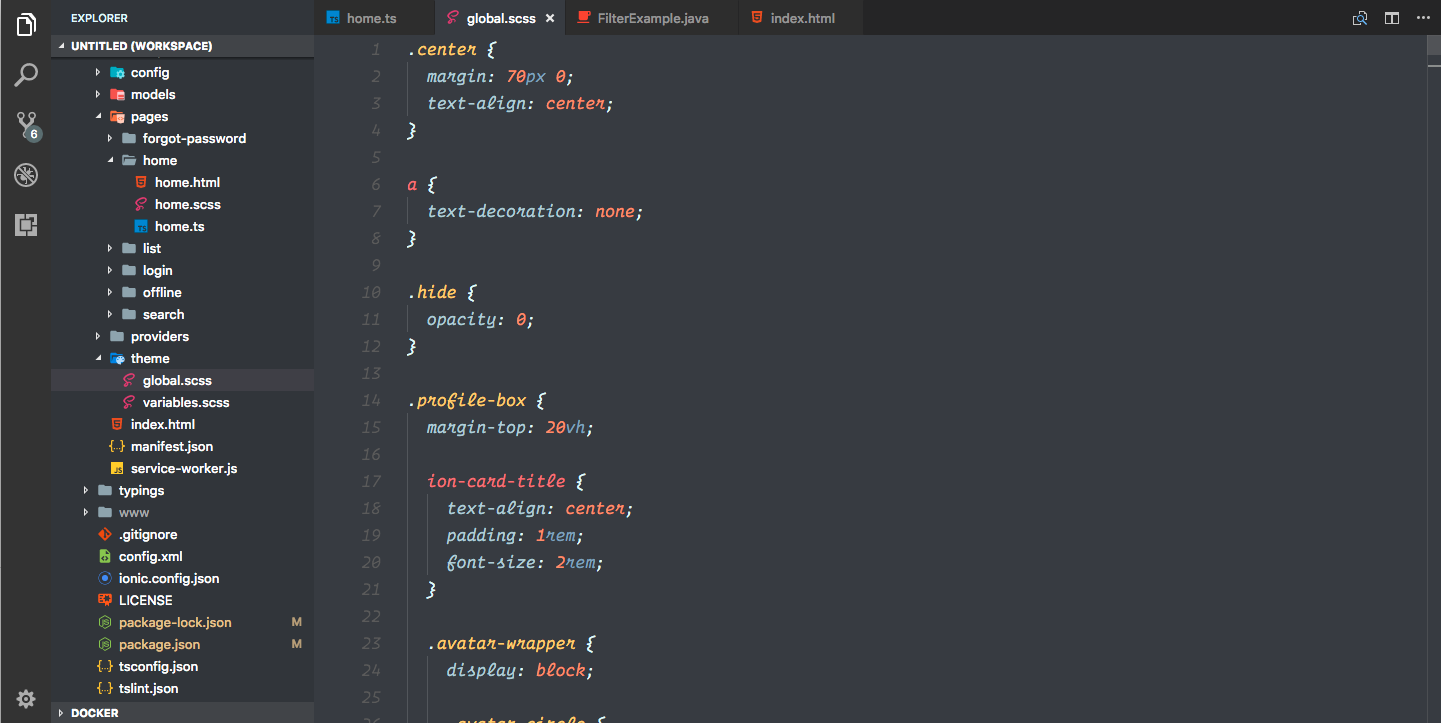 EXPLORER
UNTITLED (WORKSPACE)
config
models
pages
forgot-password
home
home.html
home.scss
home.ts
list
login
offline
search
providers
theme
global.scss
variables.scss
index.html
manifest.json
service-worker.js
typings
www
.gitignore
config.xml
ionic.config.json
LICENSE
package-lock.json M
package.json M
tsconfig.json
tslint.json
DOCKER
6
home.ts global.scss × FilterExample.java index.html
1 .center {
2 margin: 70px 0;
3 text-align: center;
4 }
5
6 a {
7 text-decoration: none;
8 }
9
10 .hide {
11 opacity: 0;
12 }
13
14 .profile-box {
15 margin-top: 20vh;
16
17 ion-card-title {
18 text-align: center;
19 padding: 1rem;
20 font-size: 2rem;
21 }
22
23 .avatar-wrapper {
24 display: block;
25
26 .avatar-circle {